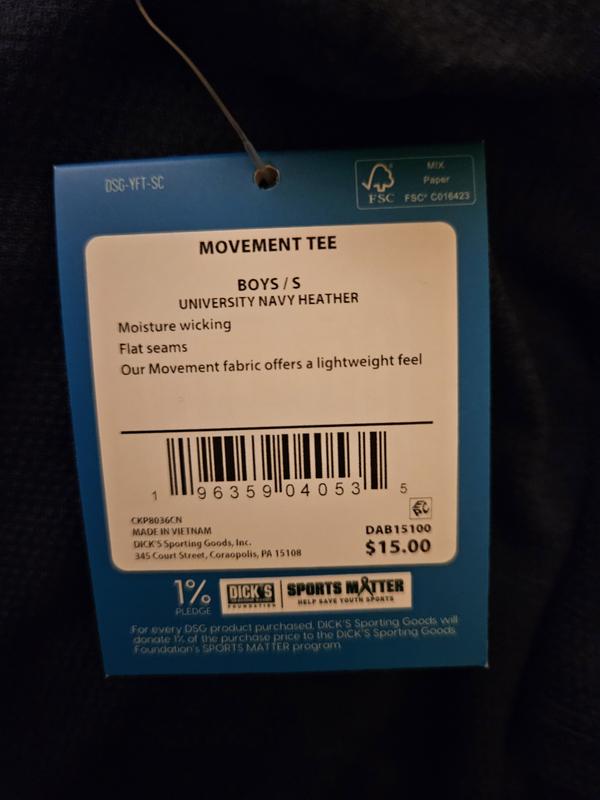 DSG-YFT-SC
MIX
Paper
FSC
FSC® C016423
MOVEMENT TEE
BOYS / S
UNIVERSITY NAVY HEATHER
Moisture wicking
Flat seams
Our Movement fabric offers a lightweight feel
1 96359 04053 5
CKP8036CN
MADE IN VIETNAM
DICK'S Sporting Goods, Inc.
345 Court Street, Coraopolis, PA 15108
DAB15100
$15.00
1%
PLEDGE
DICK'S
FOUNDATION
SPORTS MATTER
HELP SAVE YOUTH SPORTS
For every DSG product purchased, DICK'S Sporting Goods will
donate 1% of the purchase price to the DICK'S Sporting Goods
Foundation's SPORTS MATTER program